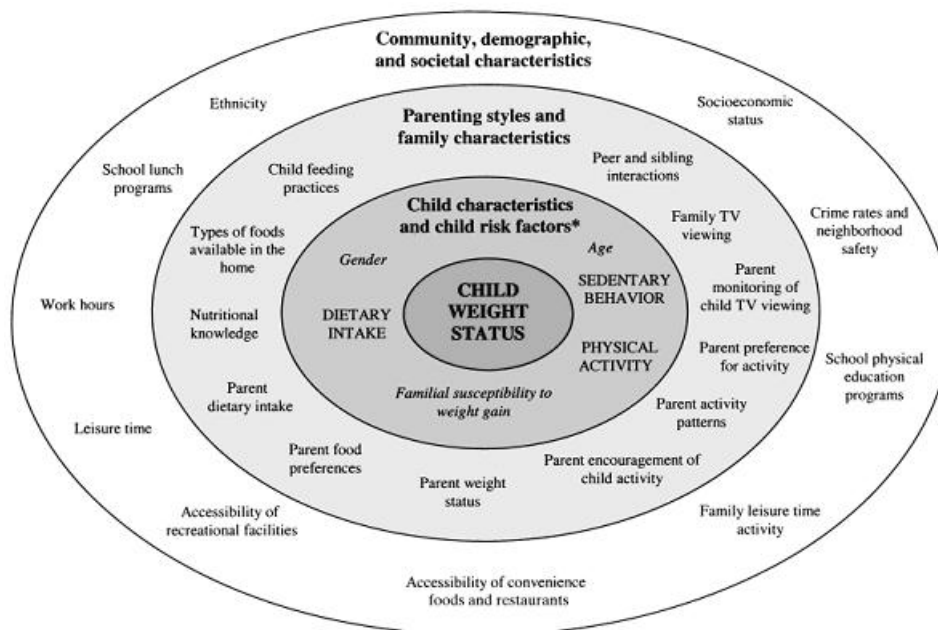 Community, demographic,
and societal characteristics
Ethnicity
Socioeconomic
status
Parenting styles and
family characteristics
School lunch
programs
Child feeding
practices
Peer and sibling
interactions
Child characteristics
and child risk factors*
Family TV
viewing
Crime rates and
neighborhood
safety
Types of foods
available in the
home
Gender
Age
Work hours
Nutritional
knowledge
DIETARY
INTAKE
CHILD
WEIGHT
STATUS
SEDENTARY
BEHAVIOR
Parent
monitoring of
child TV viewing
PHYSICAL
ACTIVITY
Parent preference
for activity
School physical
education
programs
Familial susceptibility to
weight gain
Parent
dietary intake
Parent activity
patterns
Leisure time
Parent food
preferences
Parent weight
status
Parent encouragement of
child activity
Accessibility of
recreational facilities
Family leisure time
activity
Accessibility of convenience
foods and restaurants